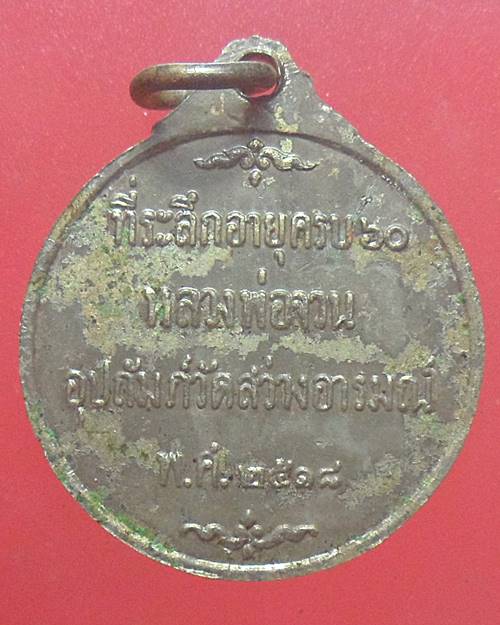 ที่ระลึกอายุครบ ๖๐
หลวงพ่อจวน
อุปถัมภ์วัดสว่างอารมณ์
พ.ศ. ๒๕๑๘